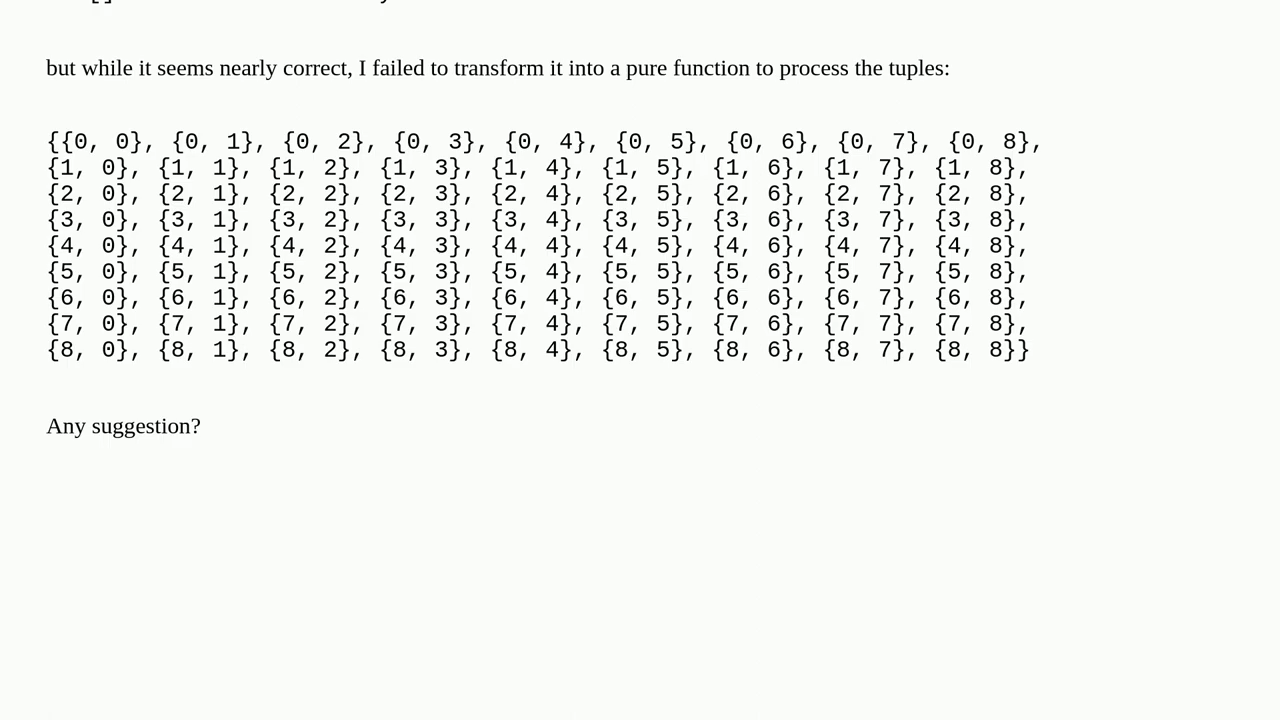 but while it seems nearly correct, I failed to transform it into a pure function to process the tuples:
{{0, 0}, {0, 1}, {0, 2}, {0, 3}, {0, 4}, {0, 5}, {0, 6}, {0, 7}, {0, 8},
{1, 0}, {1, 1}, {1, 2}, {1, 3}, {1, 4}, {1, 5}, {1, 6}, {1, 7}, {1, 8},
{2, 0}, {2, 1}, {2, 2}, {2, 3}, {2, 4}, {2, 5}, {2, 6}, {2, 7}, {2, 8},
{3, 0}, {3, 1}, {3, 2}, {3, 3}, {3, 4}, {3, 5}, {3, 6}, {3, 7}, {3, 8},
{4, 0}, {4, 1}, {4, 2}, {4, 3}, {4, 4}, {4, 5}, {4, 6}, {4, 7}, {4, 8},
{5, 0}, {5, 1}, {5, 2}, {5, 3}, {5, 4}, {5, 5}, {5, 6}, {5, 7}, {5, 8},
{6, 0}, {6, 1}, {6, 2}, {6, 3}, {6, 4}, {6, 5}, {6, 6}, {6, 7}, {6, 8},
{7, 0}, {7, 1}, {7, 2}, {7, 3}, {7, 4}, {7, 5}, {7, 6}, {7, 7}, {7, 8},
{8, 0}, {8, 1}, {8, 2}, {8, 3}, {8, 4}, {8, 5}, {8, 6}, {8, 7}, {8, 8}}
Any suggestion?